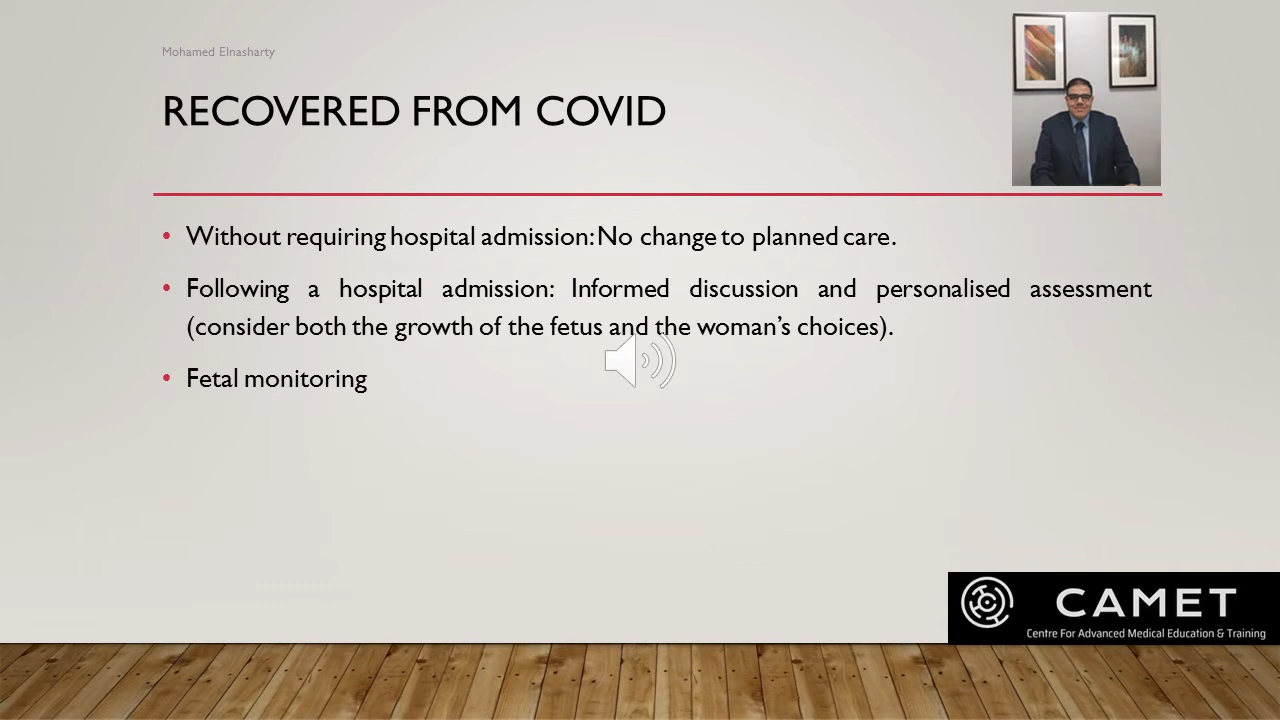 Mohamed Elnasharty
RECOVERED FROM COVID
• Without requiring hospital admission: No change to planned care.
• Following a hospital admission: Informed discussion and personalised assessment
(consider both the growth of the fetus and the woman’s choices).
• Fetal monitoring
CAMET
Centre For Advanced Medical Education & Training